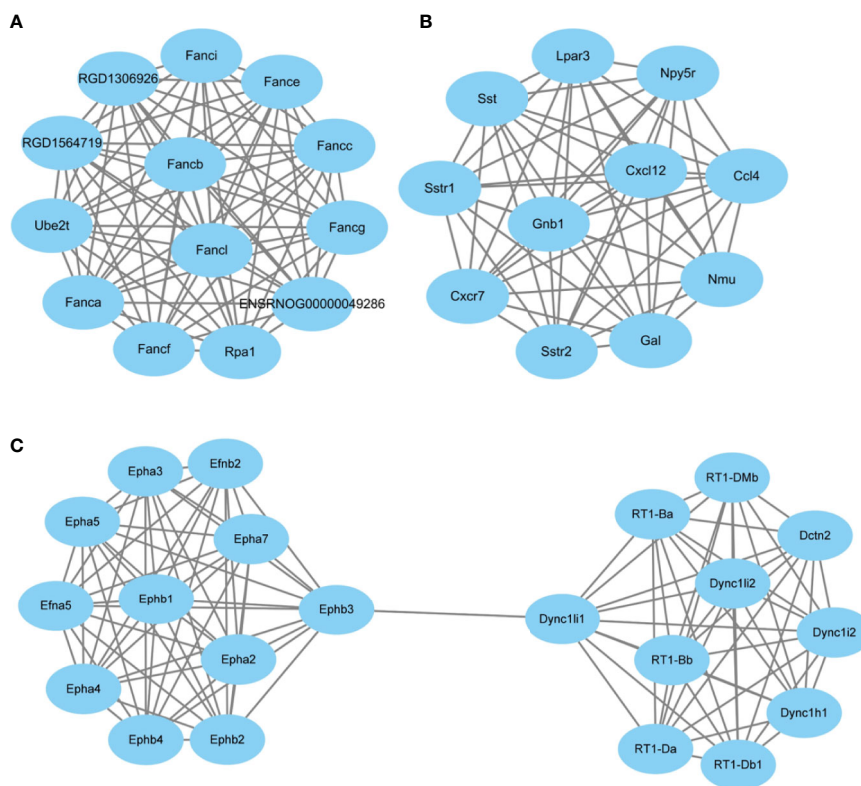 A
B
Fanci
RGD1306926
Fance
RGD1564719
Fancc
Fancb
Ube2t
Fancg
Fancl
Fanca
ENSRNOG00000049286
Fancf
Rpa1
Lpar3
Npy5r
Sst
Cxcl12
Ccl4
Sstr1
Gnb1
Nmu
Cxcr7
Gal
Sstr2
C
Epha3
Efnb2
Epha5
Epha7
Efna5
Ephb1
Ephb3
Epha2
Epha4
Ephb4
Ephb2
RT1-DMb
RT1-Ba
Dctn2
Dync1li2
Dync1li1
Dync1i2
RT1-Bb
Dync1h1
RT1-Da
RT1-Db1